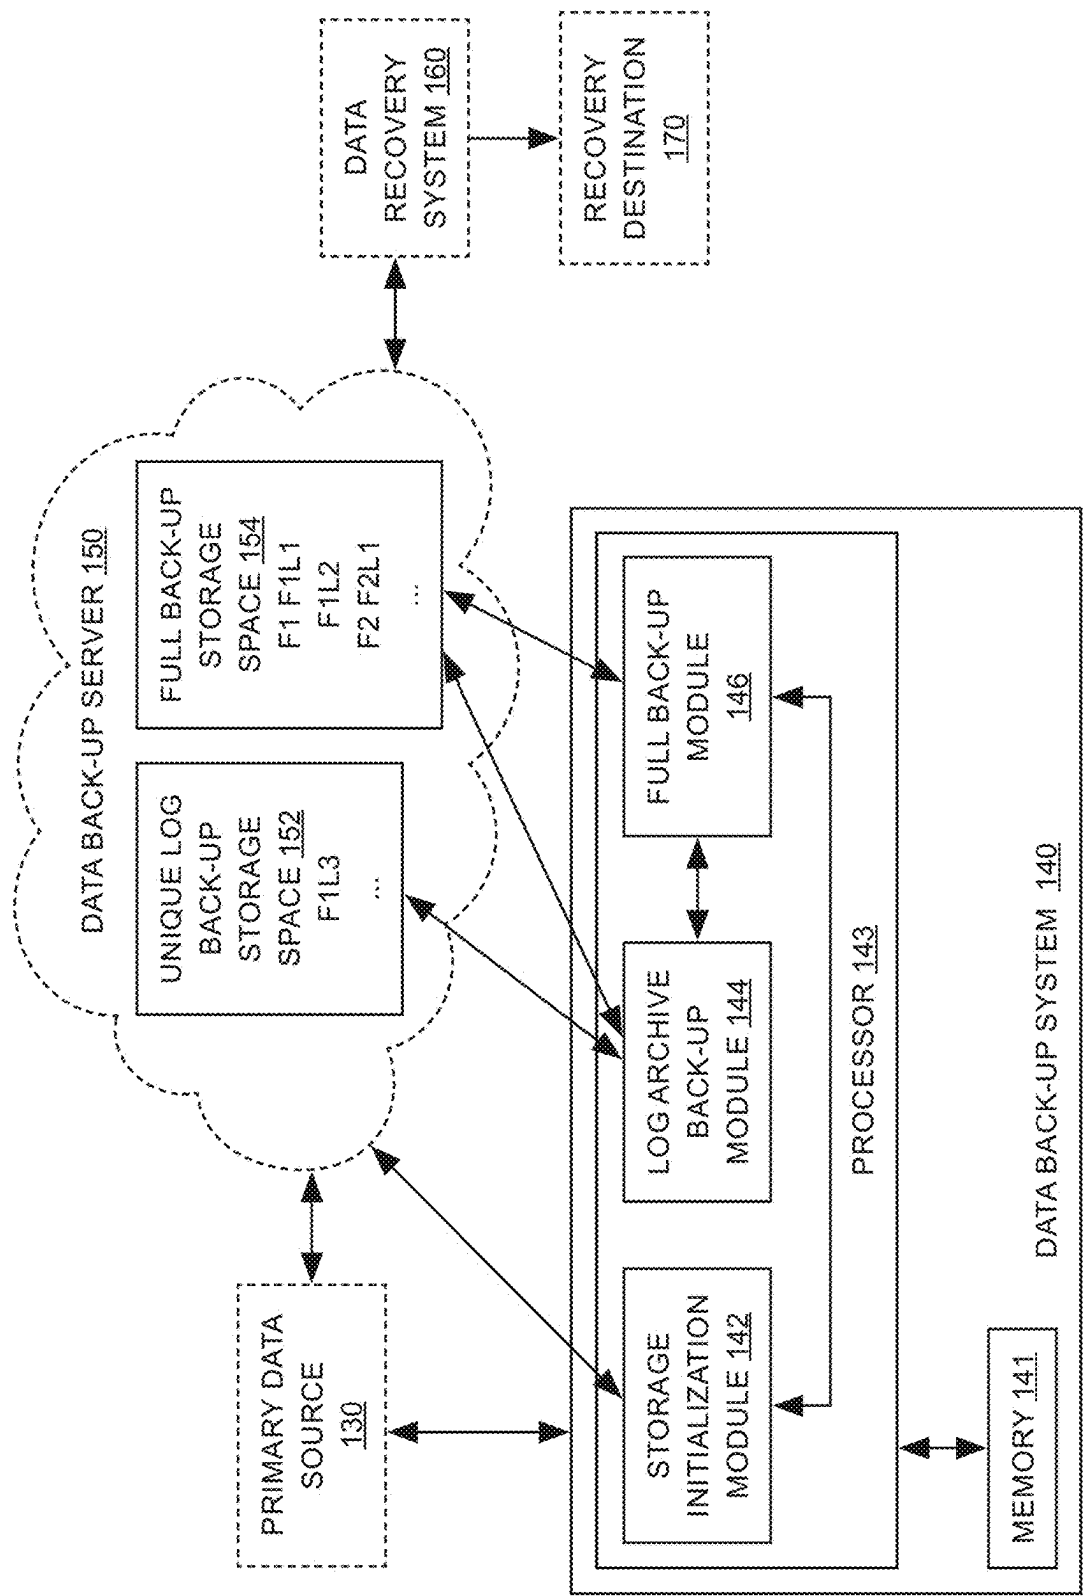 DATA BACK-UP SERVER 150
UNIQUE LOG
BACK-UP
STORAGE
SPACE 152
F1L3
...
FULL BACK-UP
STORAGE
SPACE 154
F1 F1L1
F1L2
F2 F2L1
...
DATA
RECOVERY
SYSTEM 160
RECOVERY
DESTINATION
170
PRIMARY DATA
SOURCE
130
STORAGE
INITIALIZATION
MODULE 142
LOG ARCHIVE
BACK-UP
MODULE 144
FULL BACK-UP
MODULE
146
PROCESSOR 143
MEMORY 141
DATA BACK-UP SYSTEM 140